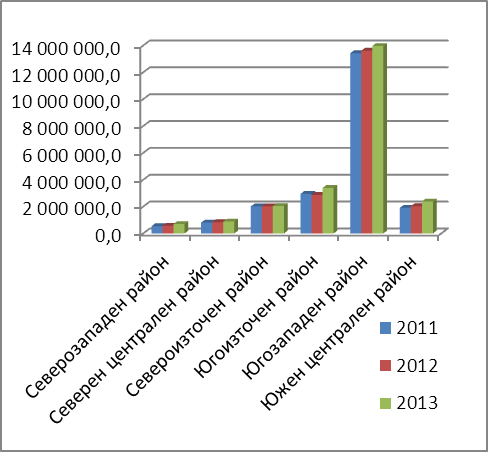 14 000 000,0
12 000 000,0
10 000 000,0
8 000 000,0
6 000 000,0
4 000 000,0
2 000 000,0
0,0
Северозападен район
Северен централен район
Североизточен район
Югоизточен район
Югозападен район
Южен централен район
2011
2012
2013